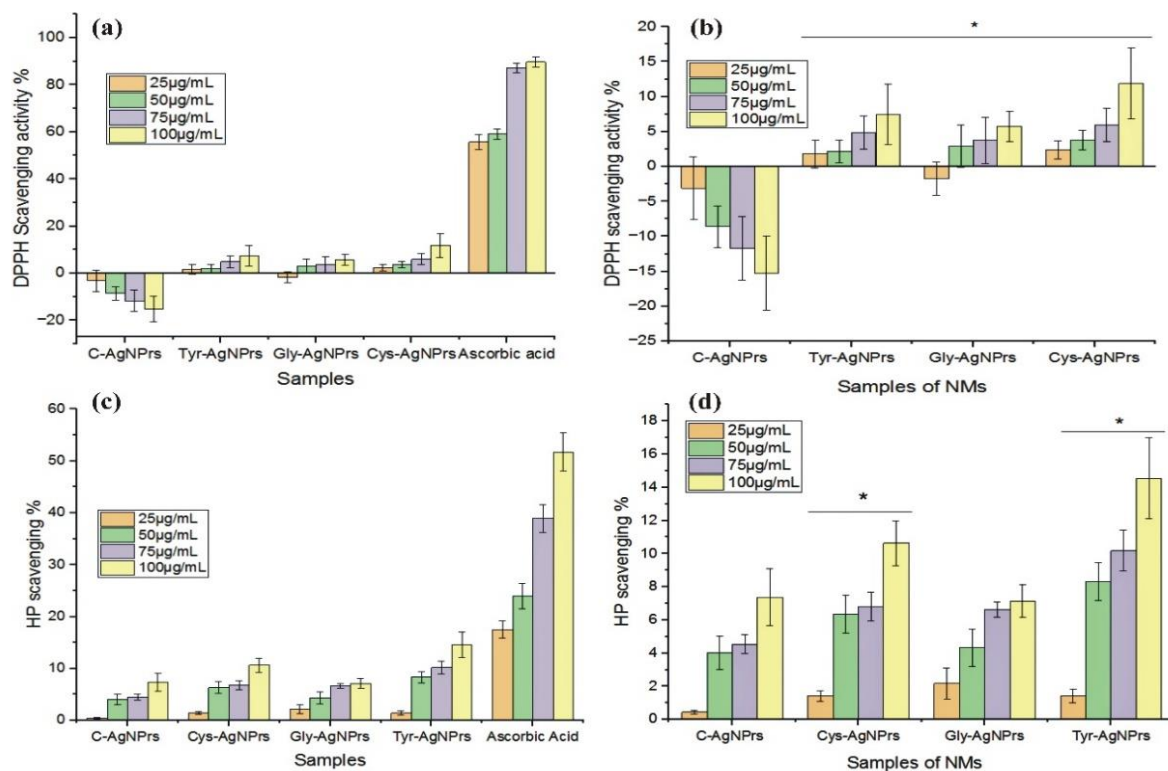 (a)
DPPH Scavenging activity %
100
80
60
40
20
0
−20
25µg/mL
50µg/mL
75µg/mL
100µg/mL
C-AgNPrs Tyr-AgNPrs Gly-AgNPrs Cys-AgNPrs Ascorbic acid
Samples
(b)
DPPH scavenging activity %
20
15
10
5
0
−5
−10
−15
−20
−25
25µg/mL
50µg/mL
75µg/mL
100µg/mL
*
C-AgNPrs Tyr-AgNPrs Gly-AgNPrs Cys-AgNPrs
Samples of NMs
(c)
HP scavenging %
60
50
40
30
20
10
0
25µg/mL
50µg/mL
75µg/mL
100µg/mL
C-AgNPrs Cys-AgNPrs Gly-AgNPrs Tyr-AgNPrs Ascorbic Acid
Samples
(d)
HP scavenging %
18
16
14
12
10
8
6
4
2
0
25µg/mL
50µg/mL
75µg/mL
100µg/mL
*
*
C-AgNPrs Cys-AgNPrs Gly-AgNPrs Tyr-AgNPrs
Samples of NMs